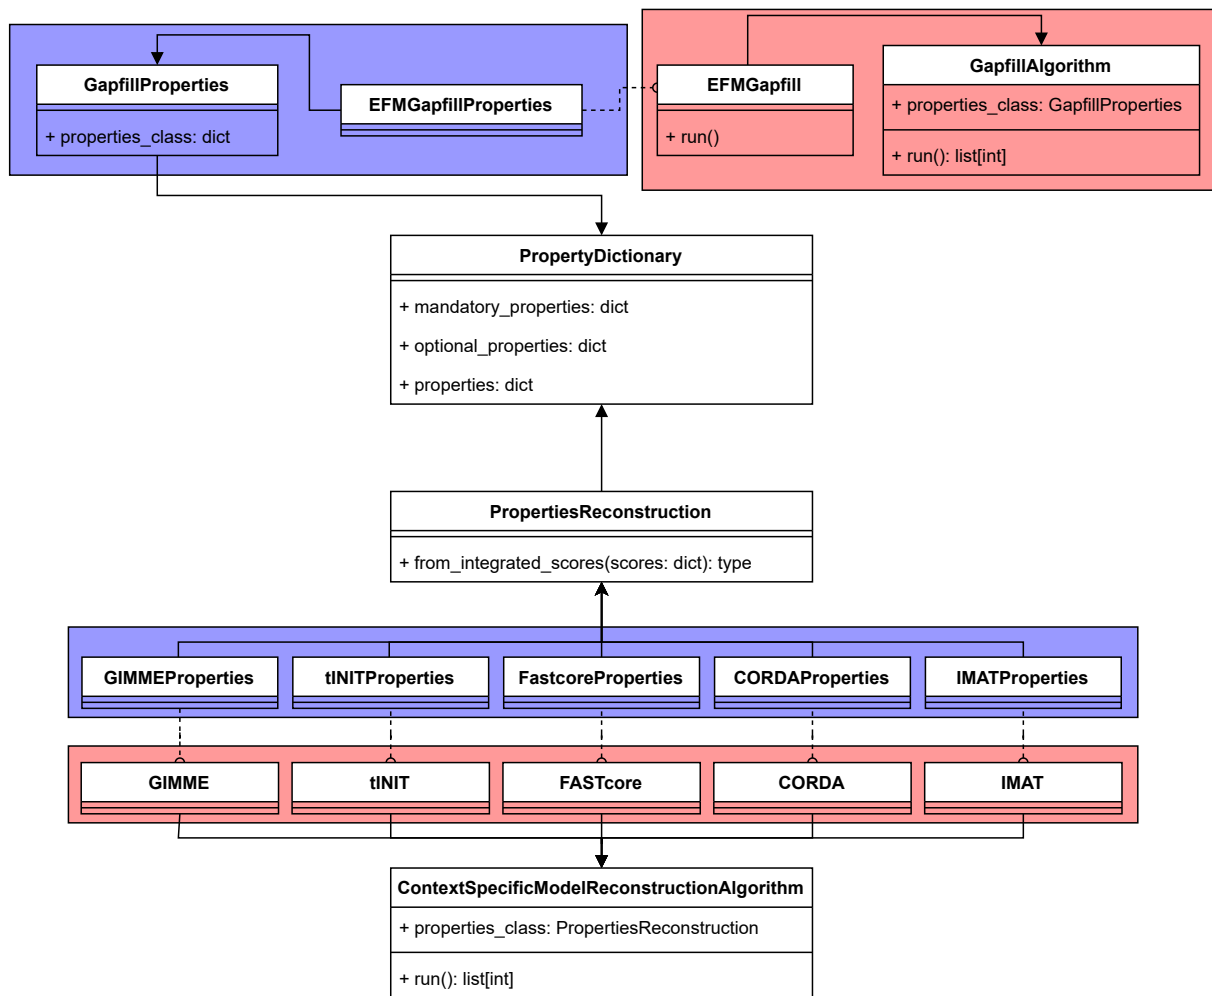 GapfillProperties
+ properties_class: dict
EFMGapfillProperties
EFMGapfill
+ run()
GapfillAlgorithm
+ properties_class: GapfillProperties
+ run(): list[int]
PropertyDictionary
+ mandatory_properties: dict
+ optional_properties: dict
+ properties: dict
PropertiesReconstruction
+ from_integrated_scores(scores: dict): type
GIMMEProperties
tINITProperties
FastcoreProperties
CORDAProperties
IMATProperties
GIMME
tINIT
FASTcore
CORDA
IMAT
ContextSpecificModelReconstructionAlgorithm
+ properties_class: PropertiesReconstruction
+ run(): list[int]